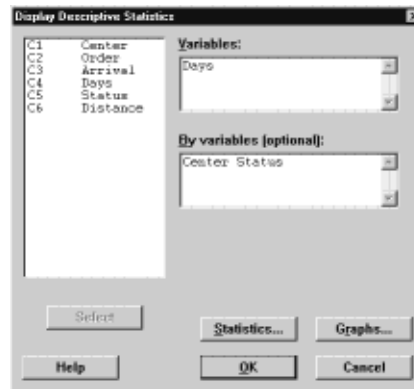 Display Descriptive Statistics
C1 Center
C2 Order
C3 Arrival
C4 Days
C5 Status
C6 Distance
Variables:
Days
By variables (optional):
Center Status
Select
Statistics...
Graphs...
Help
OK
Cancel